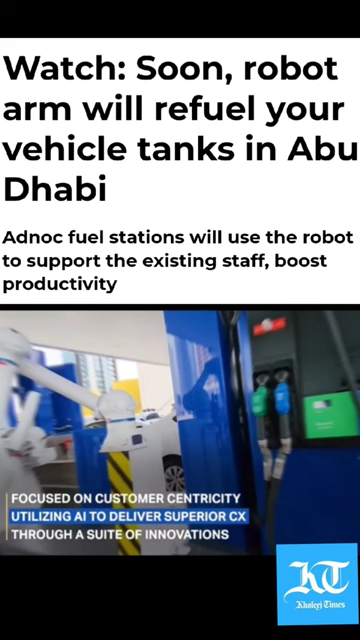 Watch: Soon, robot
arm will refuel your
vehicle tanks in Abu
Dhabi
Adnoc fuel stations will use the robot
to support the existing staff, boost
productivity
FOCUSED ON CUSTOMER CENTRICITY
UTILIZING AI TO DELIVER SUPERIOR CX
THROUGH A SUITE OF INNOVATIONS
KT
Khaleej Times